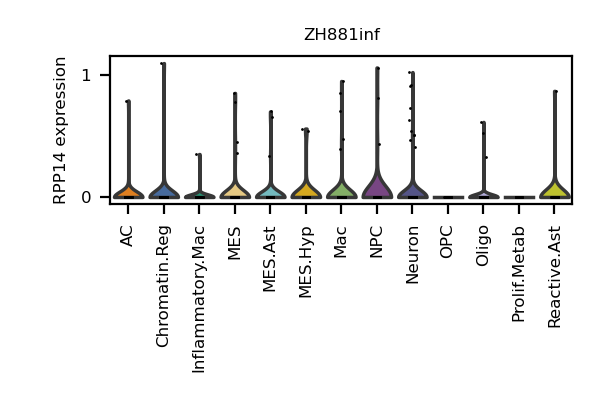 ZH881inf
RPP14 expression
1
0
AC
Chromatin.Reg
Inflammatory.Mac
MES
MES.Ast
MES.Hyp
Mac
NPC
Neuron
OPC
Oligo
Prolif.Metab
Reactive.Ast